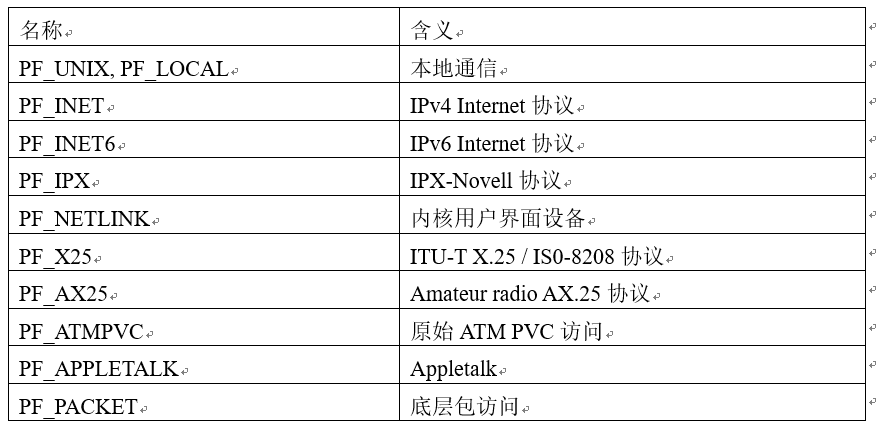 名称 含义
PF_UNIX, PF_LOCAL 本地通信
PF_INET IPv4 Internet 协议
PF_INET6 IPv6 Internet 协议
PF_IPX IPX-Novell 协议
PF_NETLINK 内核用户界面设备
PF_X25 ITU-T X.25 / IS0-8208 协议
PF_AX25 Amateur radio AX.25 协议
PF_ATMPVC 原始 ATM PVC 访问
PF_APPLETALK Appletalk
PF_PACKET 底层包访问